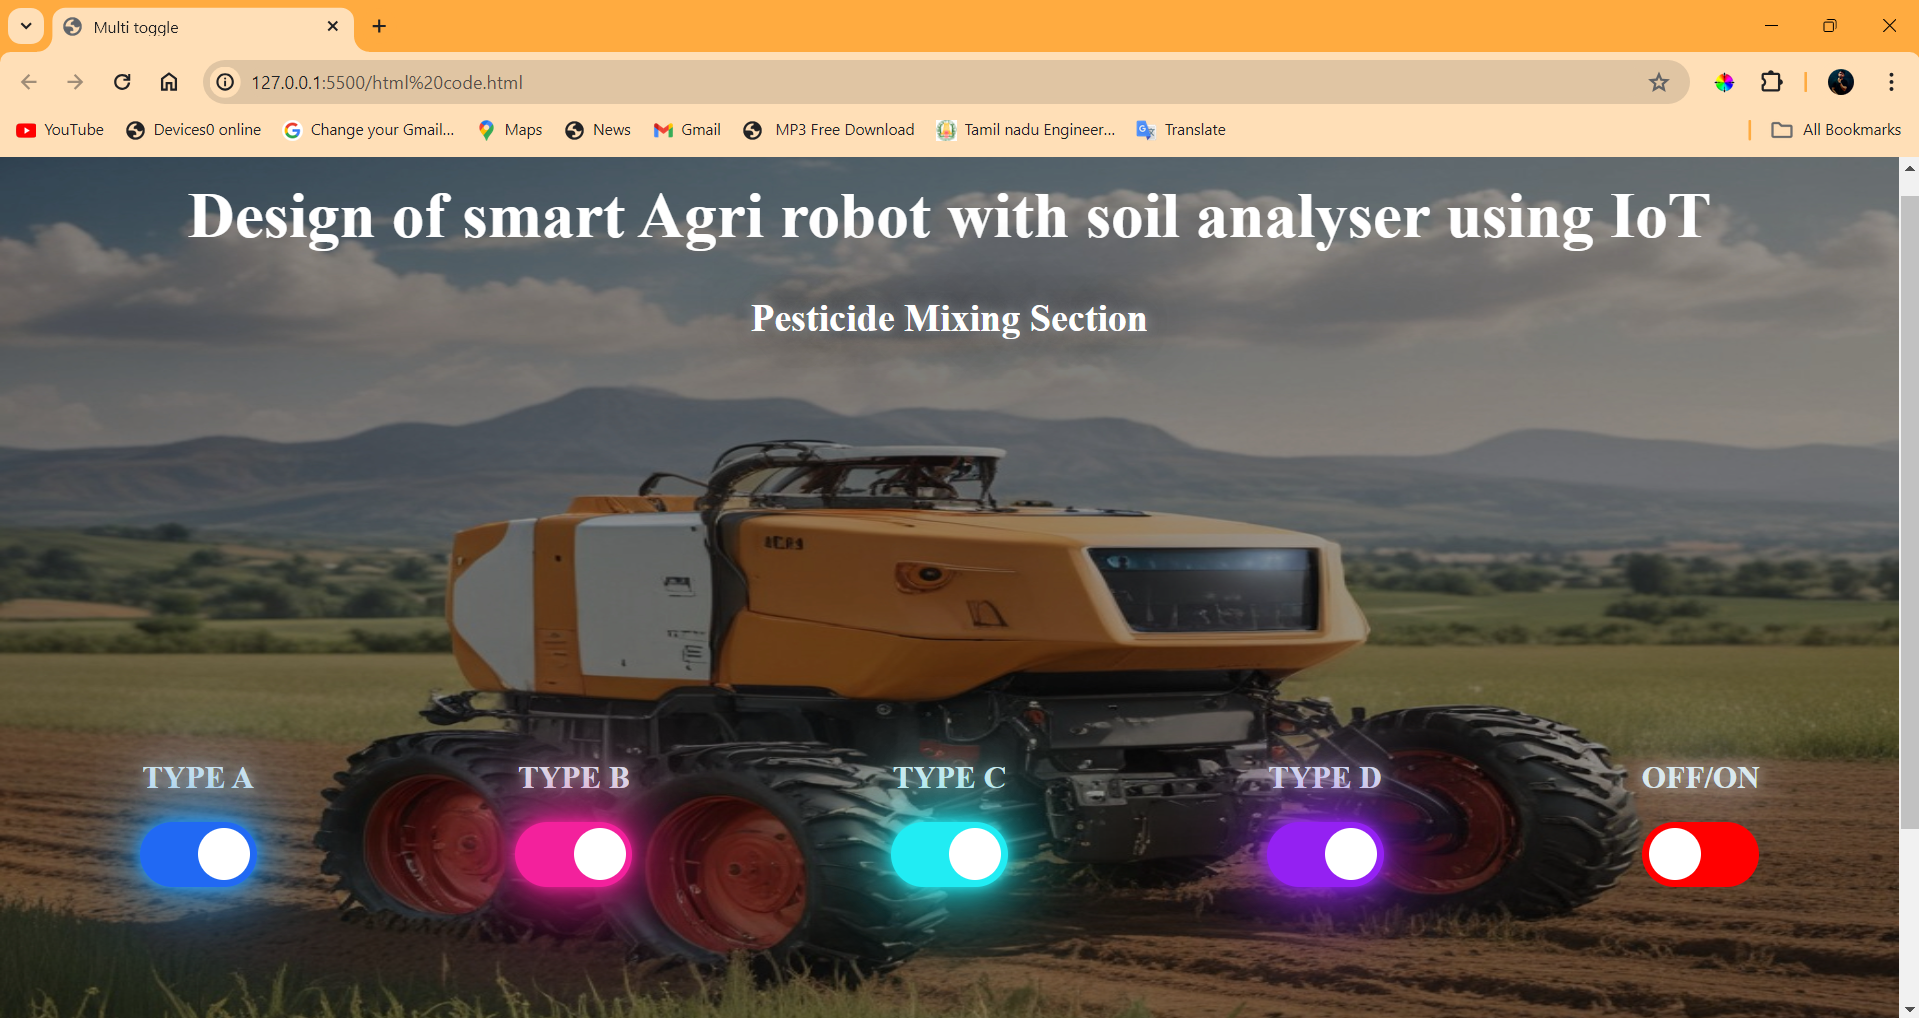 Multi toggle
127.0.0.1:5500/html%20code.html
YouTube Devices0 online Change your Gmail... Maps News Gmail MP3 Free Download Tamil nadu Engineer... Translate All Bookmarks
Design of smart Agri robot with soil analyser using IoT
Pesticide Mixing Section
TYPE A TYPE B TYPE C TYPE D OFF/ON